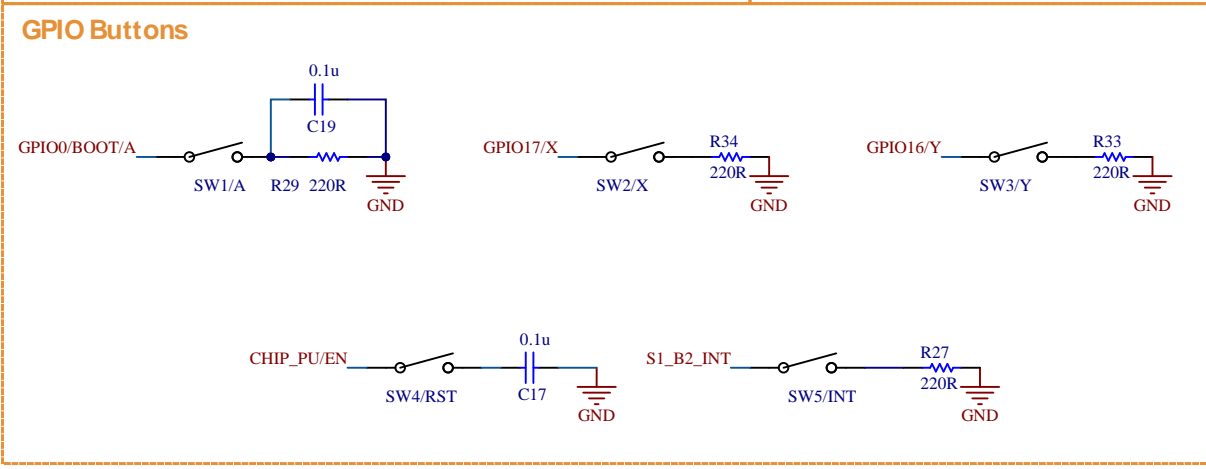 GPIO Buttons
0.1u
C19
GPIO0/BOOT/A
SW1/A
R29 220R
GND
GPIO17/X
SW2/X
R34
220R
GND
GPIO16/Y
SW3/Y
R33
220R
GND
CHIP_PU/EN
SW4/RST
0.1u
C17
GND
S1_B2_INT
SW5/INT
R27
220R
GND